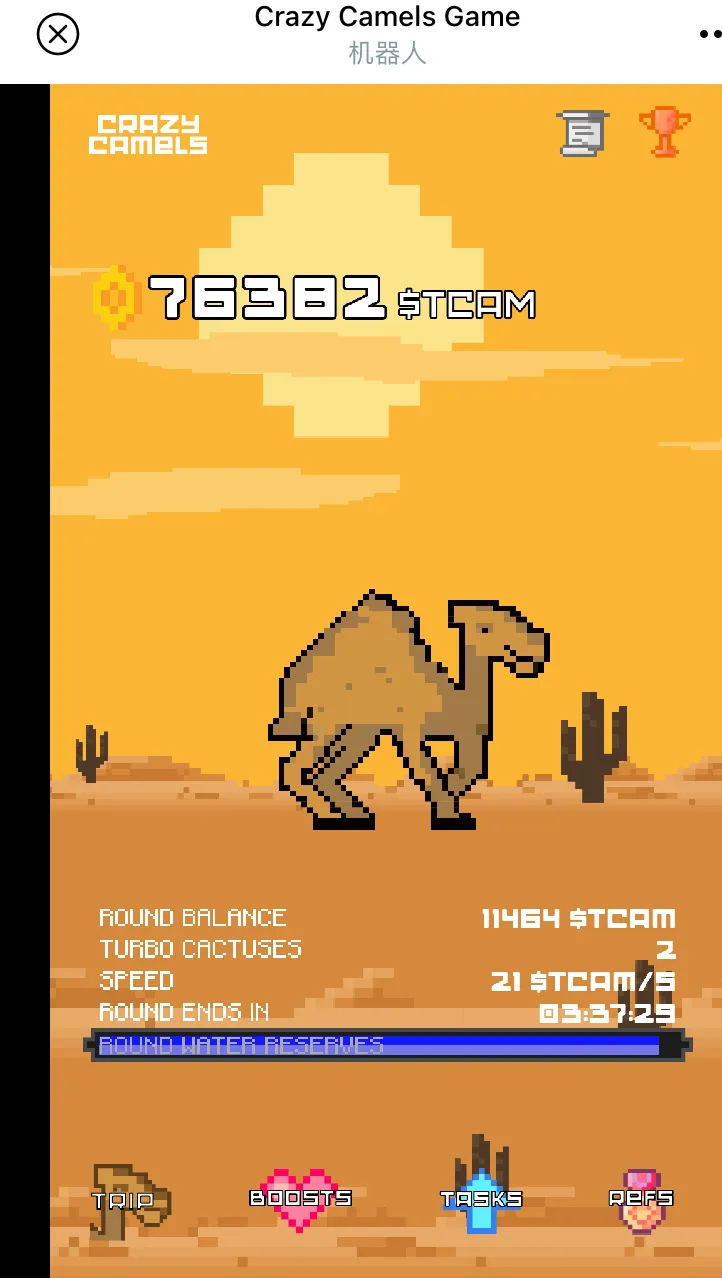 Crazy Camels Game
机器人
CRAZY
CAMELS
76382 $TCAM
ROUND BALANCE 11464 $TCAM
TURBO CACTUSES 2
SPEED 21 $TCAM/S
ROUND ENDS IN 03:37:29
ROUND WATER RESERVES
TRIP BOOSTS TASKS REFS